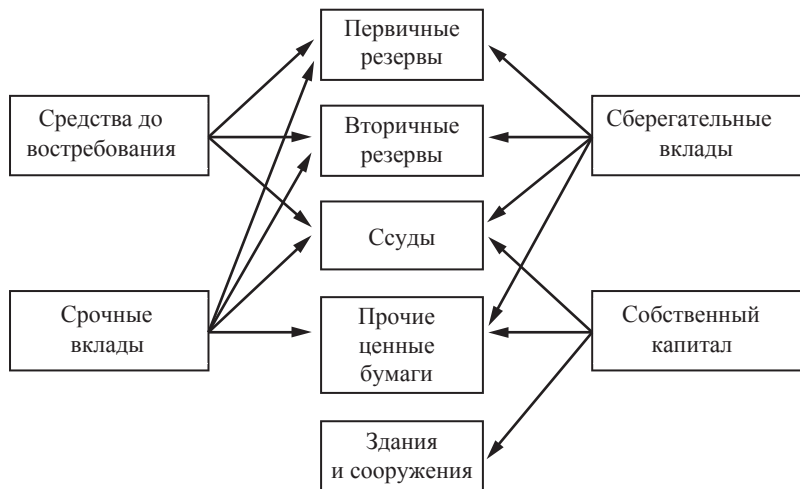 Первичные
резервы
Средства до
востребования
Вторичные
резервы
Сберегательные
вклады
Ссуды
Срочные
вклады
Прочие
ценные
бумаги
Собственный
капитал
Здания
и сооружения